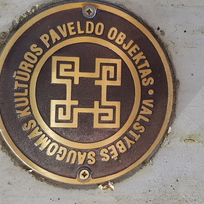 KULTŪROS PAVELDO OBJEKTAS • VALSTYBĖS SAUGOMAS